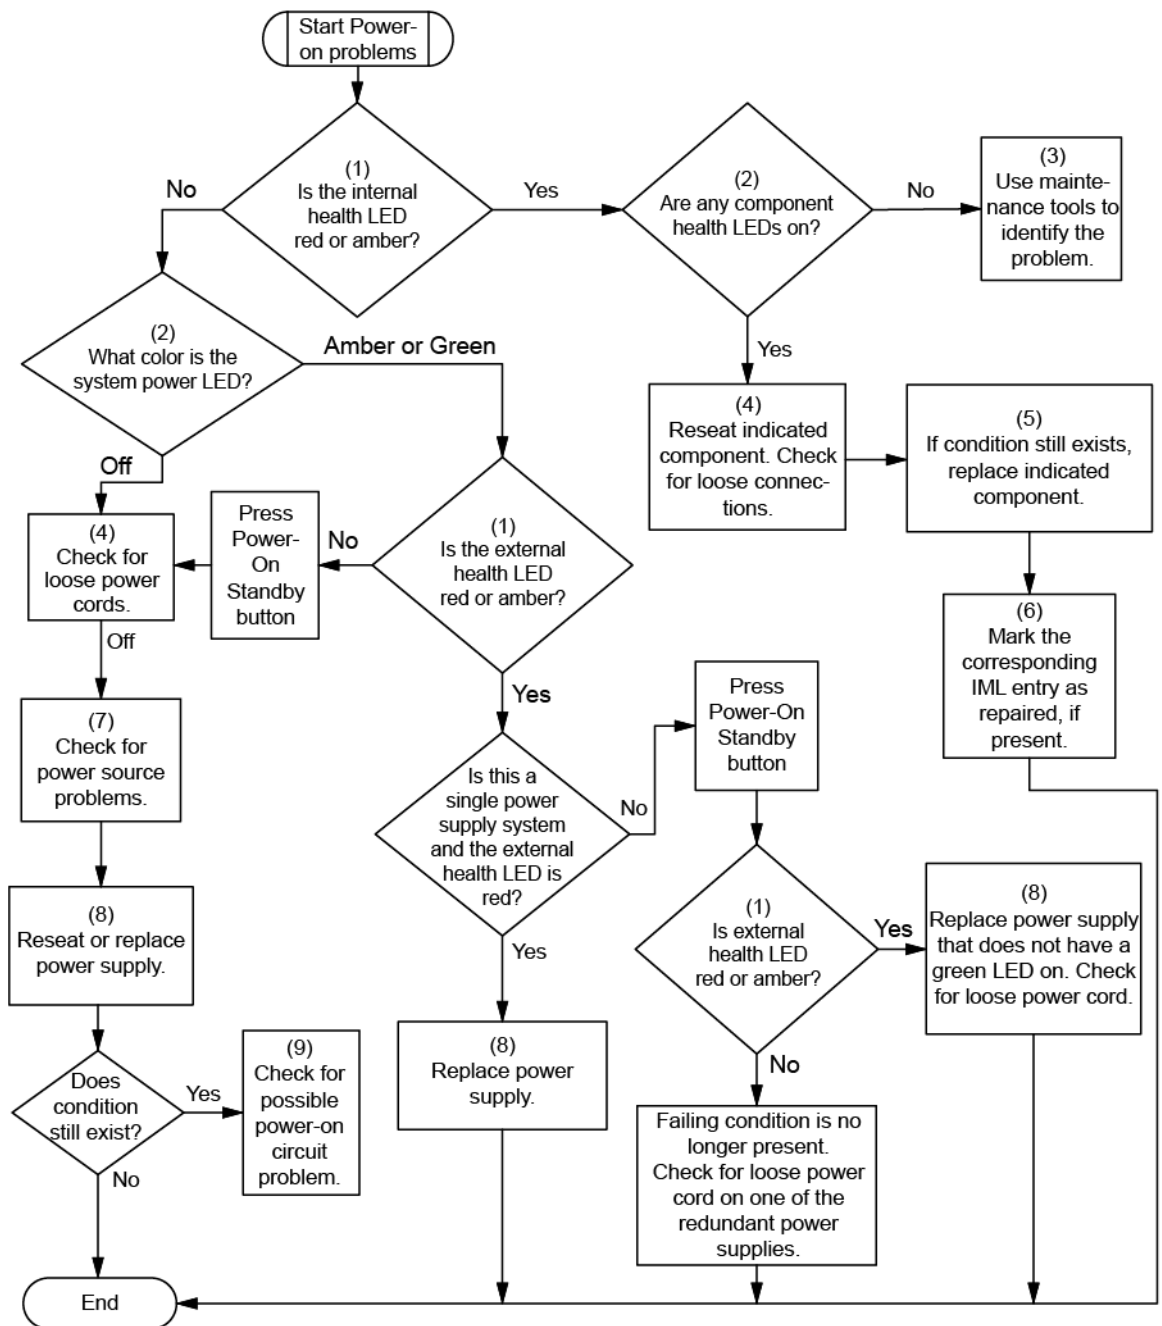 Start Power-
on problems
(1)
Is the internal
health LED
red or amber?
No
Yes
(2)
Are any component
health LEDs on?
No
(3)
Use mainte-
nance tools to
identify the
problem.
(2)
What color is the
system power LED?
Amber or Green
Off
Yes
(4)
Reseat indicated
component. Check
for loose connec-
tions.
(5)
If condition still exists,
replace indicated
component.
(4)
Check for
loose power
cords.
Press
Power-
On
Standby
button
No
(1)
Is the external
health LED
red or amber?
Off
Yes
(6)
Mark the
corresponding
IML entry as
repaired, if
present.
(7)
Check for
power source
problems.
Is this a
single power
supply system
and the external
health LED is
red?
No
Press
Power-On
Standby
button
(8)
Reseat or replace
power supply.
Yes
(1)
Is external
health LED
red or amber?
Yes
(8)
Replace power supply
that does not have a
green LED on. Check
for loose power cord.
Does
condition
still exist?
Yes
No
(9)
Check for
possible
power-on
circuit
problem.
(8)
Replace power
supply.
No
Failing condition is no
longer present.
Check for loose power
cord on one of the
redundant power
supplies.
End